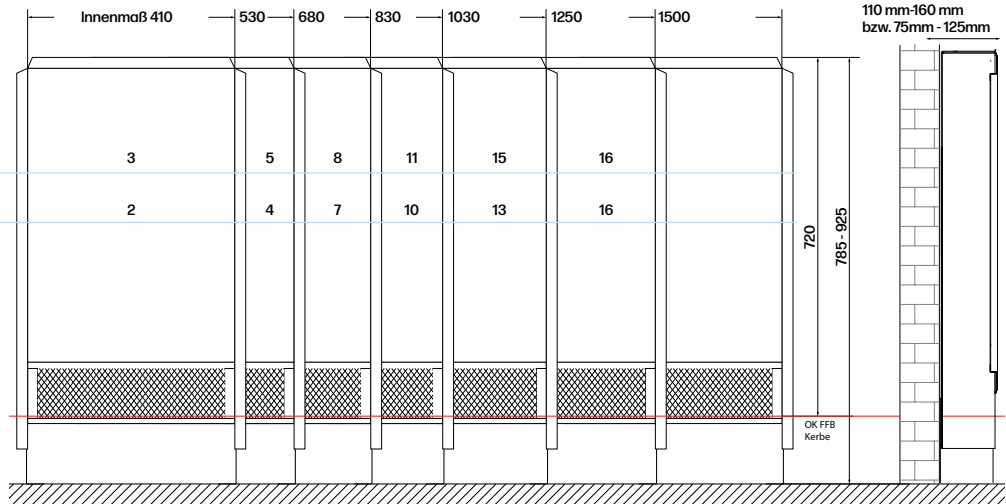 Innenmaß 410 530 680 830 1030 1250 1500
110 mm-160 mm
bzw. 75mm - 125mm
3 5 8 11 15 16
2 4 7 10 13 16
720
785 - 925
OK FFB
Kerbe